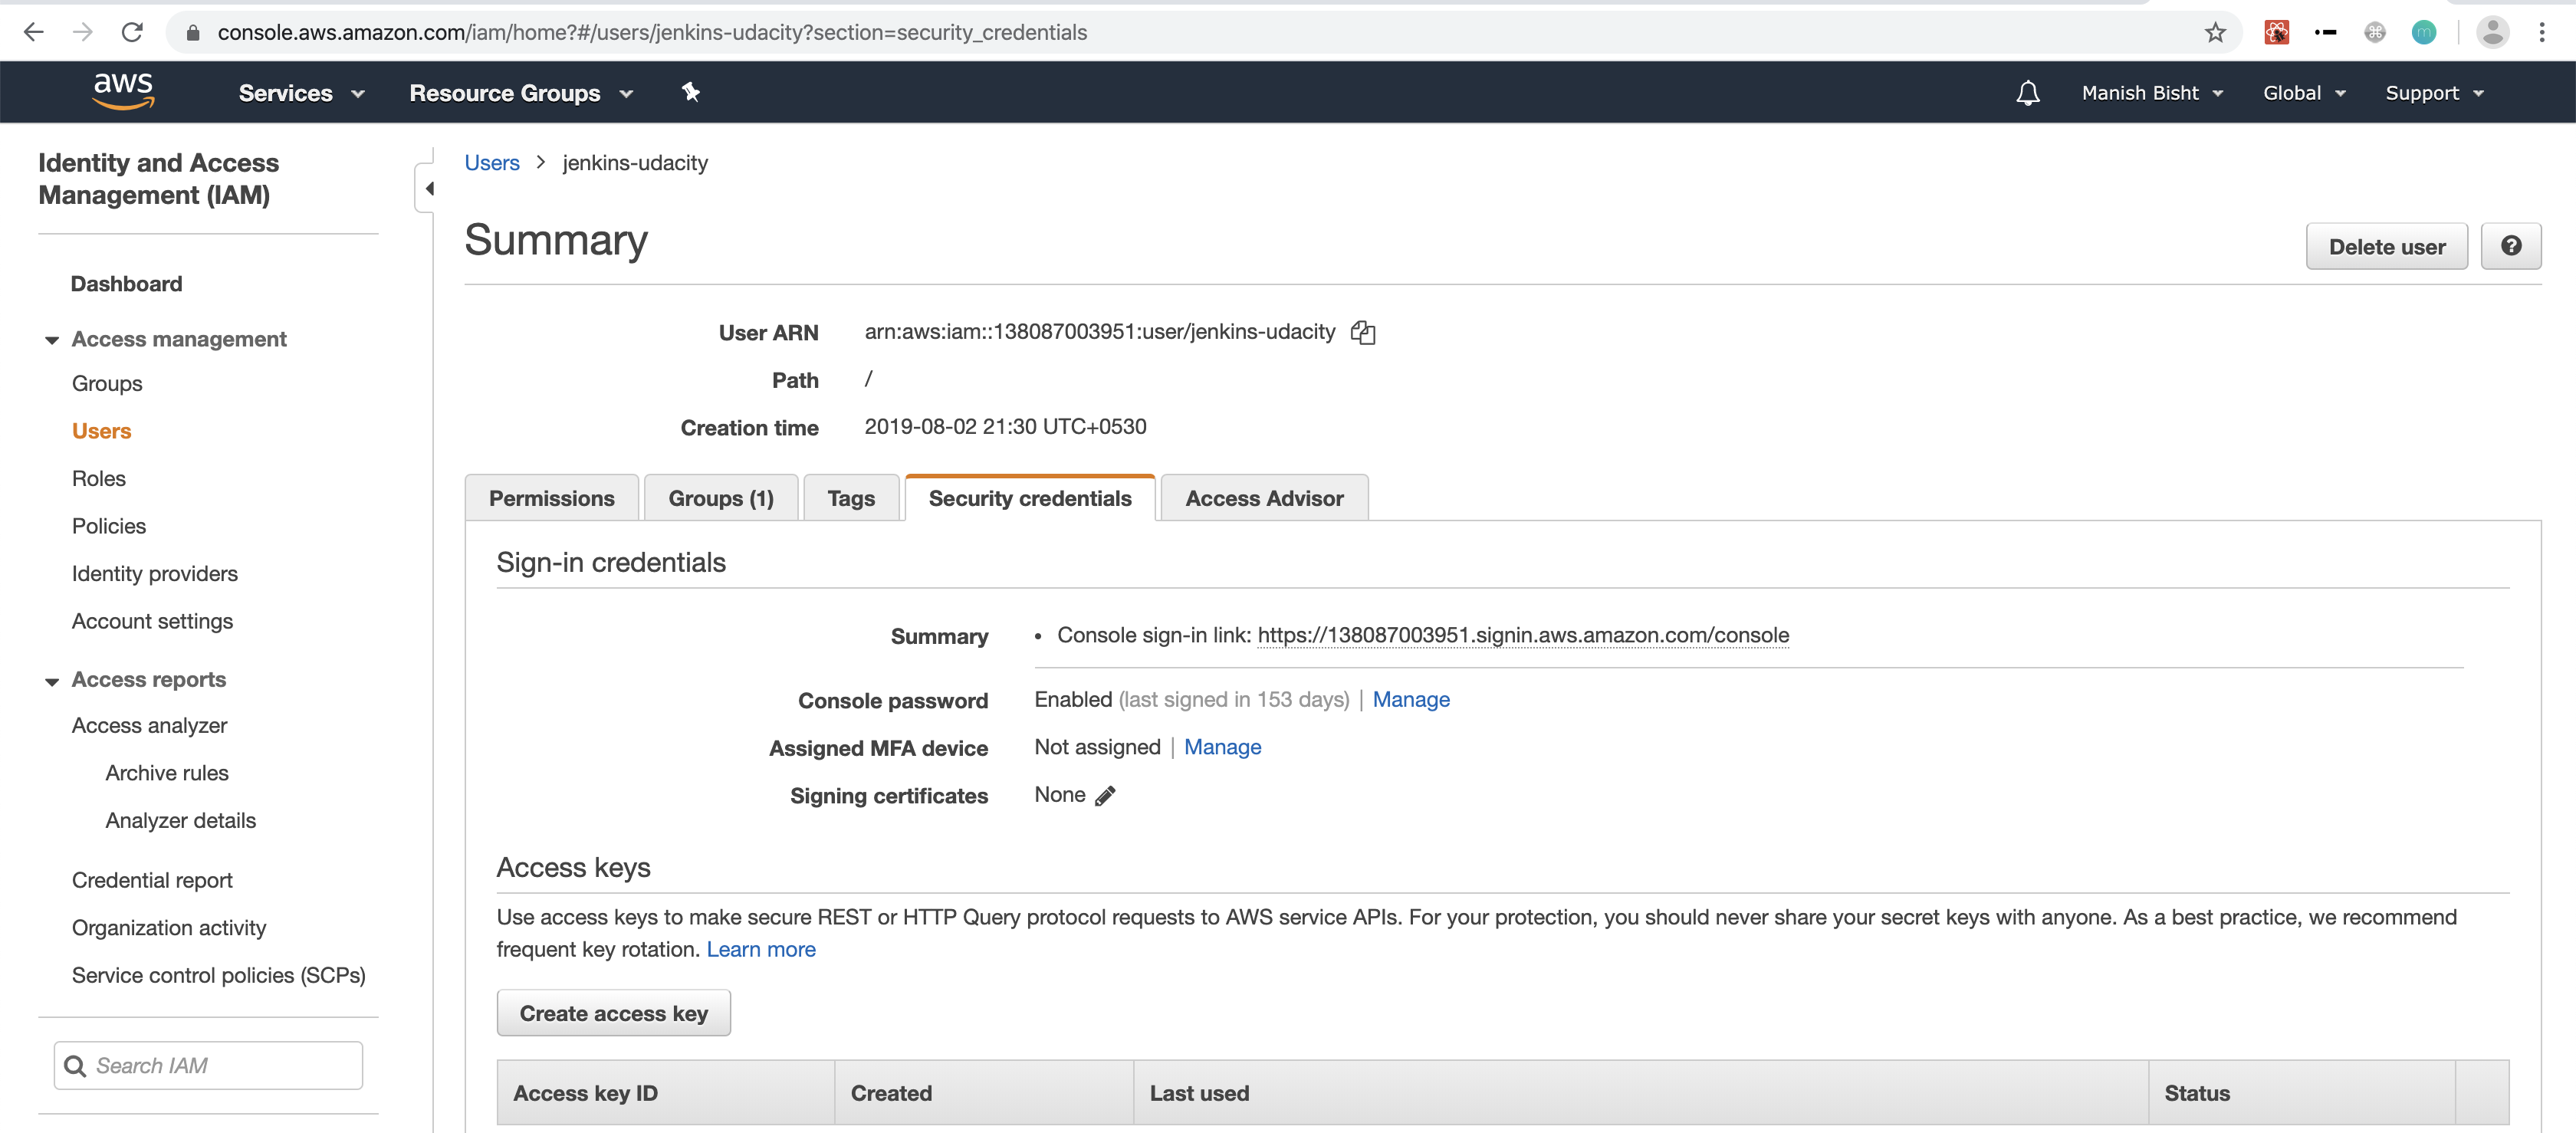 console.aws.amazon.com/iam/home?#/users/jenkins-udacity?section=security_credentials
m
aws
Services
Resource Groups
Manish Bisht
Global
Support
Identity and Access
Management (IAM)
Dashboard
Access management
Groups
Users
Roles
Policies
Identity providers
Account settings
Access reports
Access analyzer
Archive rules
Analyzer details
Credential report
Organization activity
Service control policies (SCPs)
Search IAM
Users > jenkins-udacity
Summary
Delete user
?
User ARN arn:aws:iam::138087003951:user/jenkins-udacity
Path /
Creation time 2019-08-02 21:30 UTC+0530
Permissions Groups (1) Tags Security credentials Access Advisor
Sign-in credentials
Summary • Console sign-in link: https://138087003951.signin.aws.amazon.com/console
Console password Enabled (last signed in 153 days) | Manage
Assigned MFA device Not assigned | Manage
Signing certificates None
Access keys
Use access keys to make secure REST or HTTP Query protocol requests to AWS service APIs. For your protection, you should never share your secret keys with anyone. As a best practice, we recommend
frequent key rotation. Learn more
Create access key
Access key ID Created Last used Status